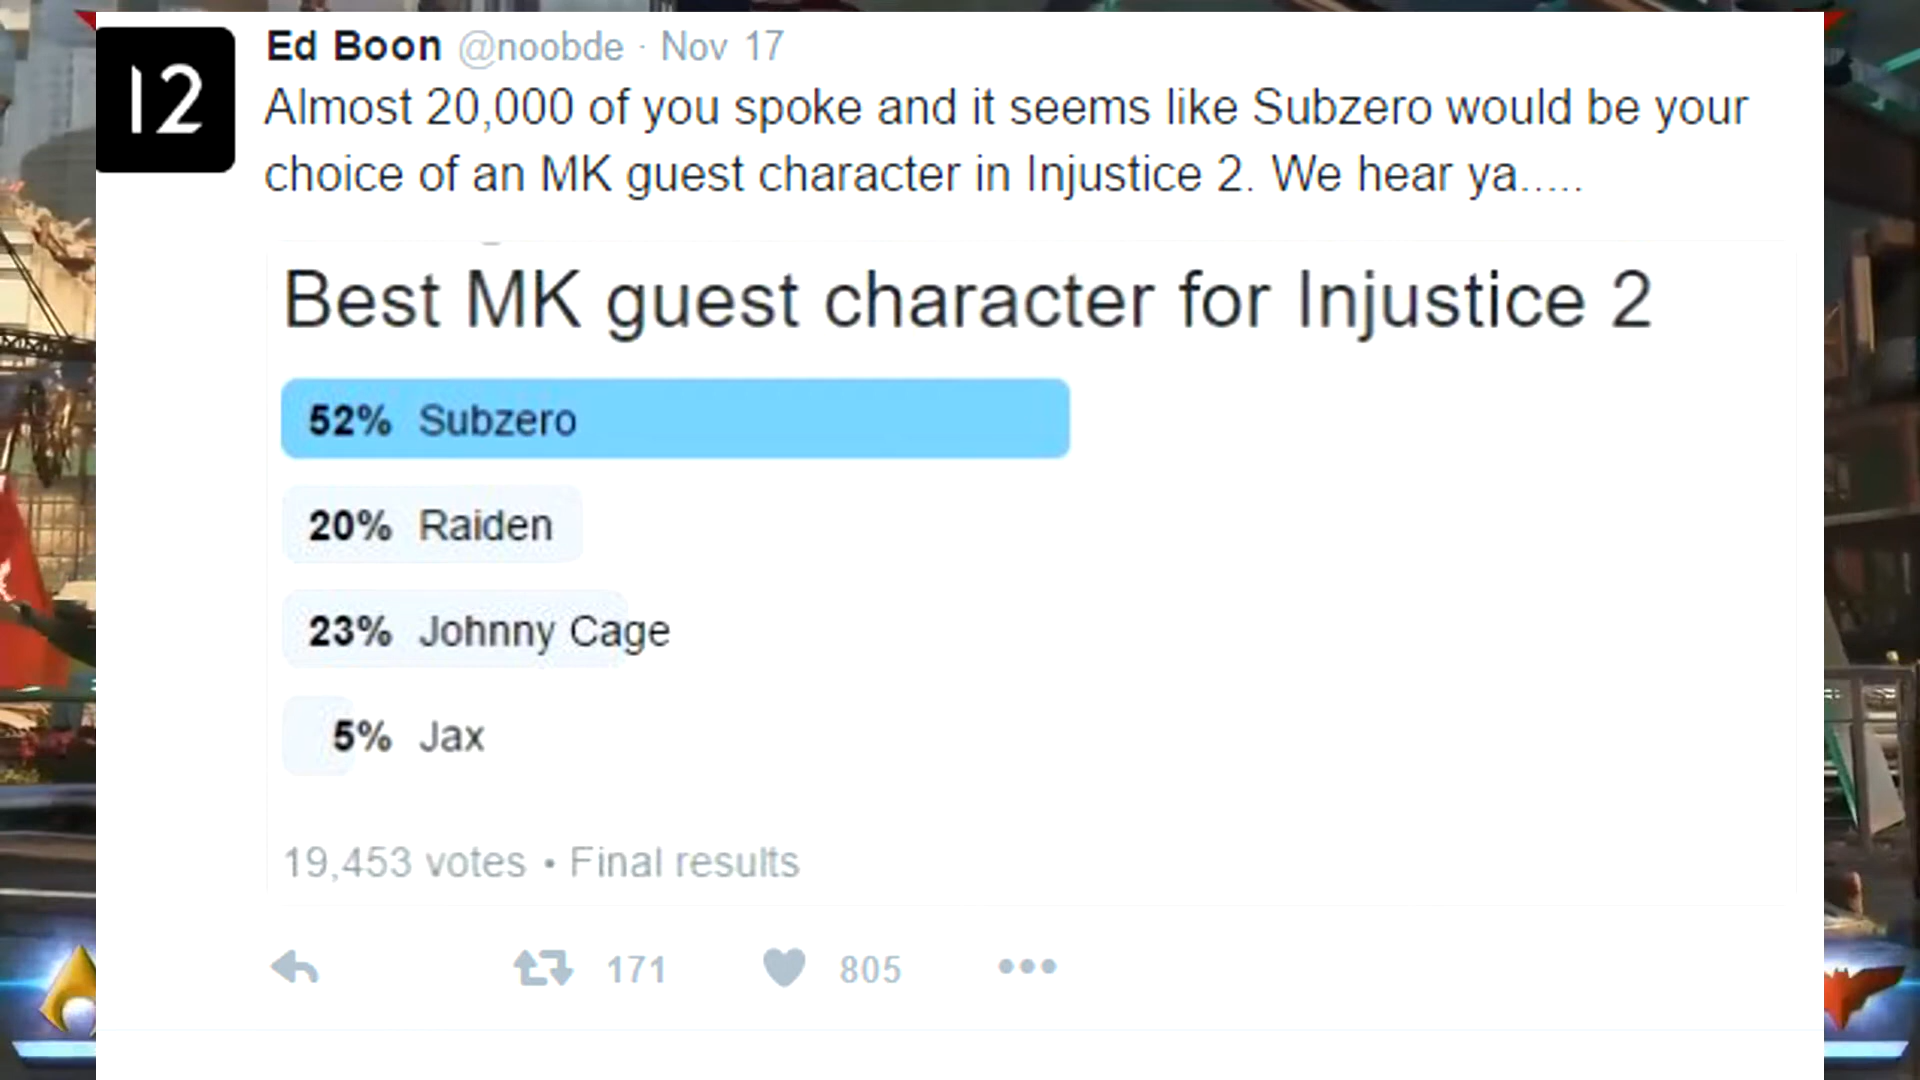 12
Ed Boon @noobde · Nov 17
Almost 20,000 of you spoke and it seems like Subzero would be your
choice of an MK guest character in Injustice 2. We hear ya.....
Best MK guest character for Injustice 2
52% Subzero
20% Raiden
23% Johnny Cage
5% Jax
19,453 votes • Final results
171 805 •••